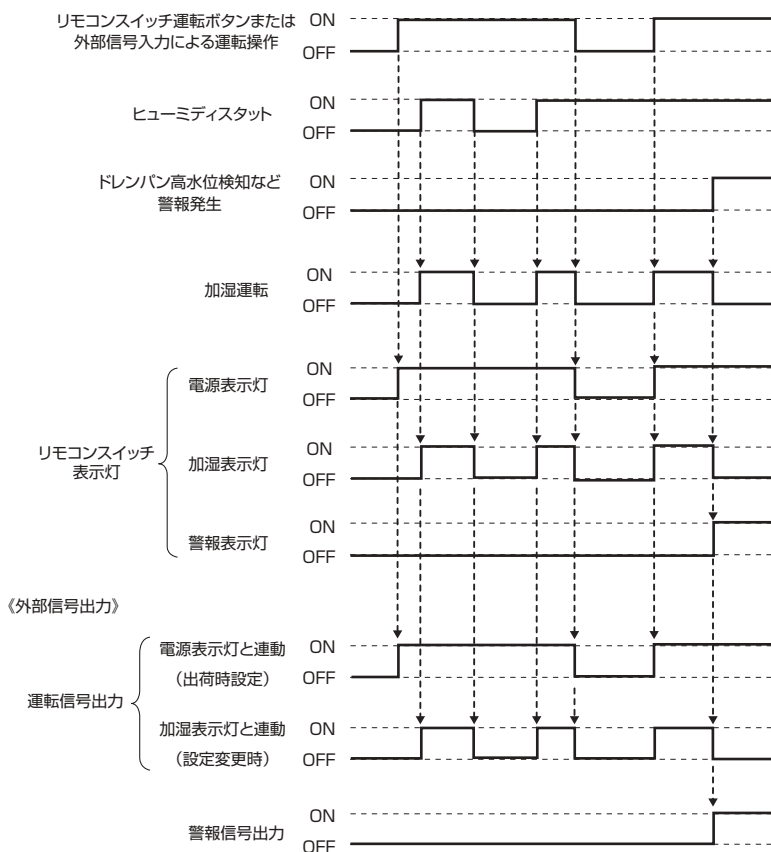 リモコンスイッチ運転ボタンまたは
外部信号入力による運転操作
ON
OFF
ヒューミディスタット
ON
OFF
ドレンパン高水位検知など
警報発生
ON
OFF
加湿運転
ON
OFF
リモコンスイッチ
表示灯
電源表示灯
ON
OFF
加湿表示灯
ON
OFF
警報表示灯
ON
OFF
《外部信号出力》
運転信号出力
電源表示灯と連動
（出荷時設定）
ON
OFF
加湿表示灯と連動
（設定変更時）
ON
OFF
警報信号出力
ON
OFF